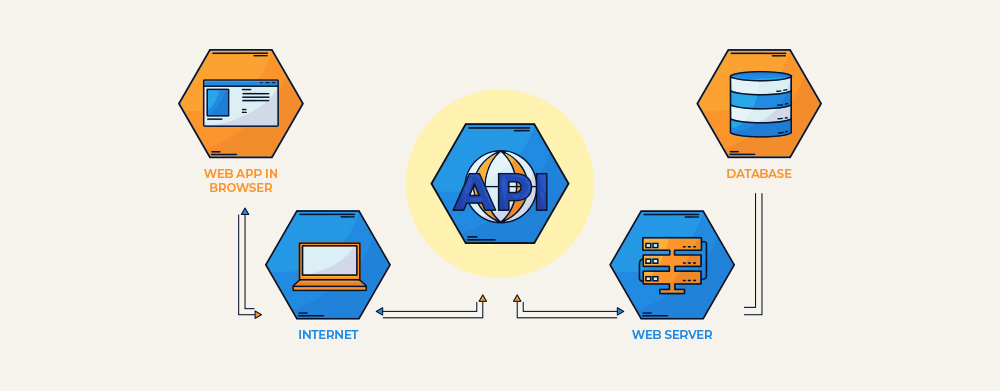 WEB APP IN
BROWSER
INTERNET
API
WEB SERVER
DATABASE